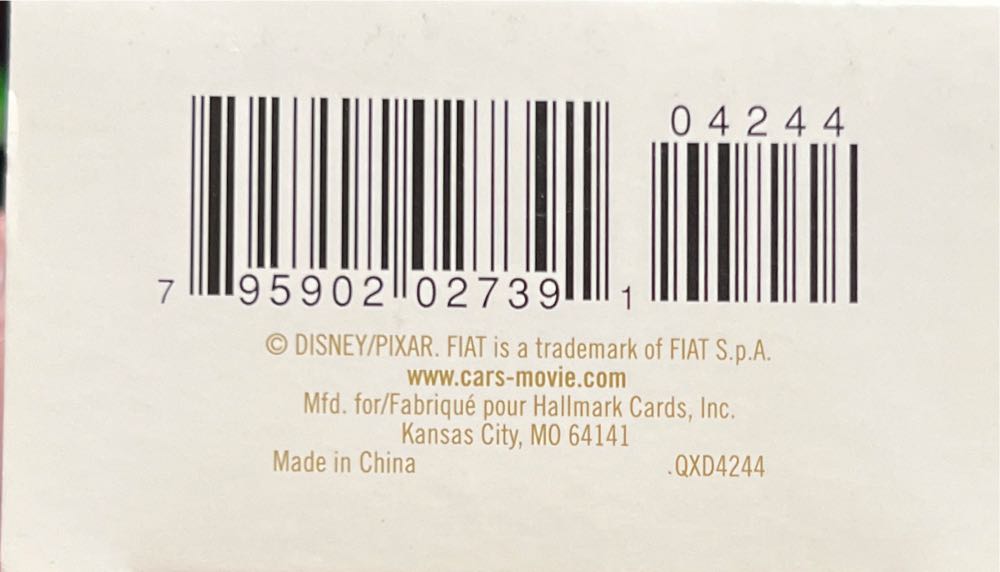 04244
7 95902 02739 1
© DISNEY/PIXAR. FIAT is a trademark of FIAT S.p.A.
www.cars-movie.com
Mfd. for/Fabriqué pour Hallmark Cards, Inc.
Kansas City, MO 64141
Made in China .QXD4244